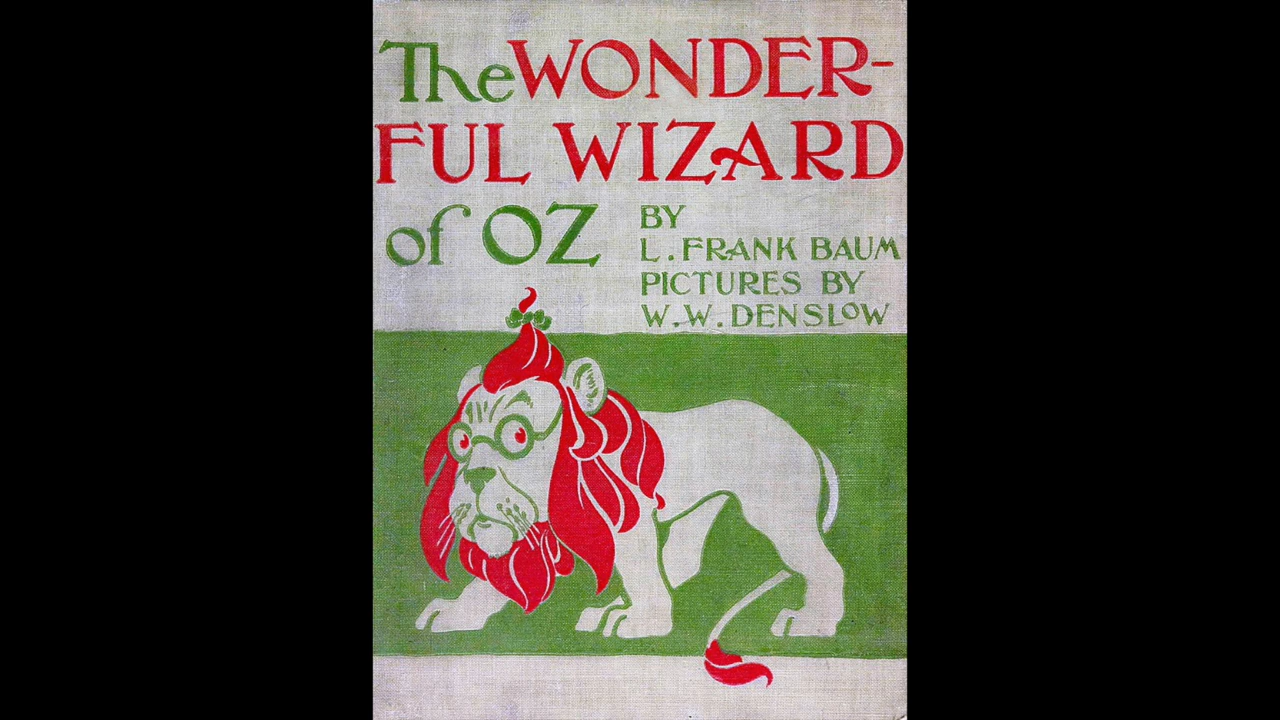 The WONDER-
FUL WIZARD
of OZ
BY
L. FRANK BAUM
PICTURES BY
W. W. DENSLOW